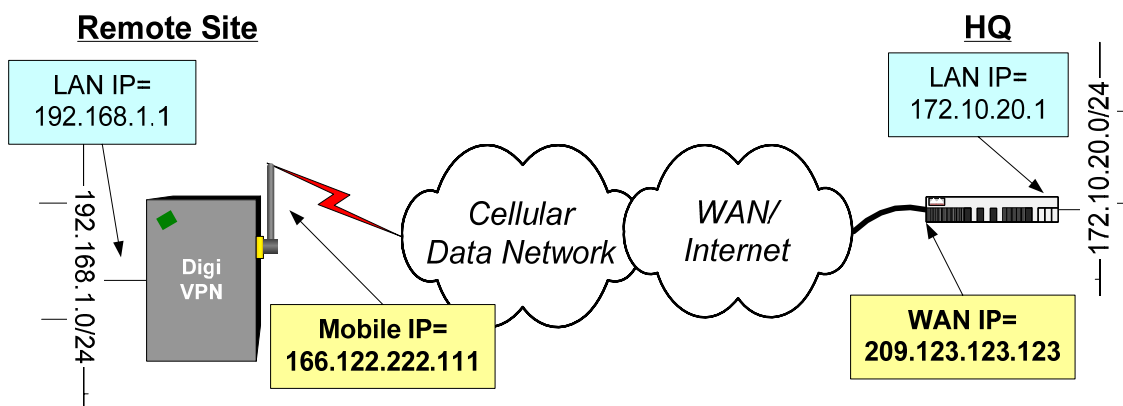 Remote Site
HQ
LAN IP=
192.168.1.1
LAN IP=
172.10.20.1
192.168.1.0/24
172.10.20.0/24
Digi
VPN
Cellular
Data Network
WAN/
Internet
Mobile IP=
166.122.222.111
WAN IP=
209.123.123.123